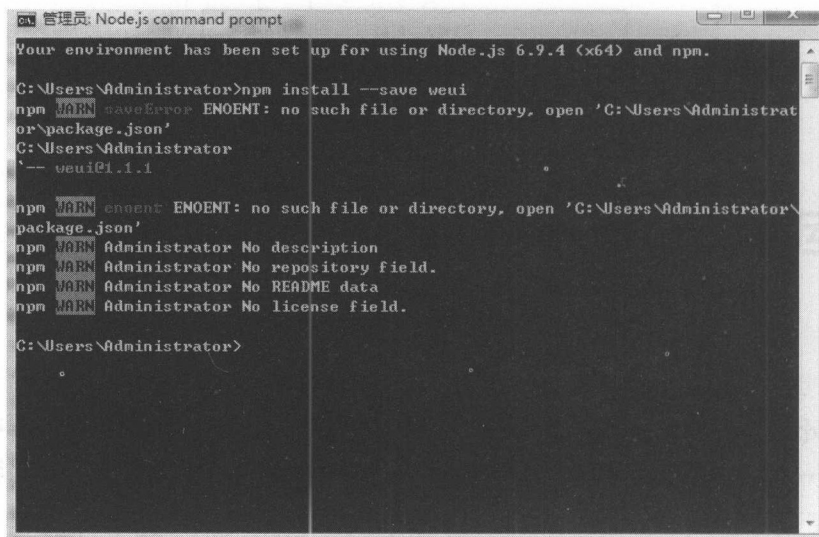 管理员: Node.js command prompt
Your environment has been set up for using Node.js 6.9.4 (x64) and npm.
C:\Users\Administrator>npm install --save weui
npm WARN saveError ENOENT: no such file or directory, open 'C:\Users\Administrat
or\package.json'
C:\Users\Administrator
`-- weui@1.1.1
npm WARN enoent ENOENT: no such file or directory, open 'C:\Users\Administrator\
package.json'
npm WARN Administrator No description
npm WARN Administrator No repository field.
npm WARN Administrator No README data
npm WARN Administrator No license field.
C:\Users\Administrator>